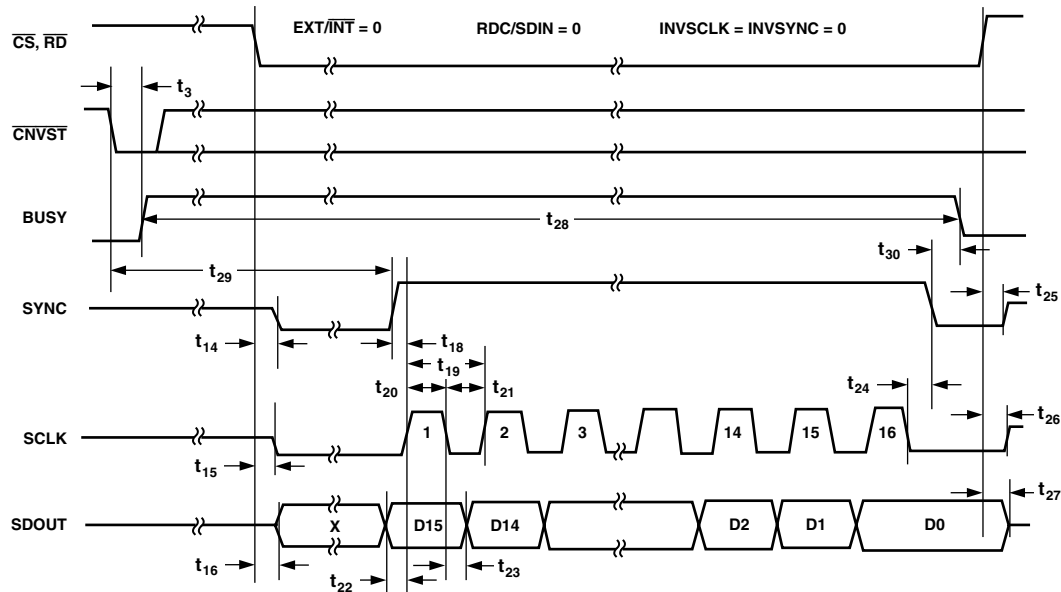 EXT/INT = 0 RDC/SDIN = 0 INVSCLK = INVSYNC = 0
CS, RD
t3
CNVST
BUSY
t28
t30
t29
t25
SYNC
t14
t18
t19
t20 t21
t24
t26
SCLK 1 2 3 14 15 16
t15
t27
SDOUT X D15 D14 D2 D1 D0
t16
t22 t23